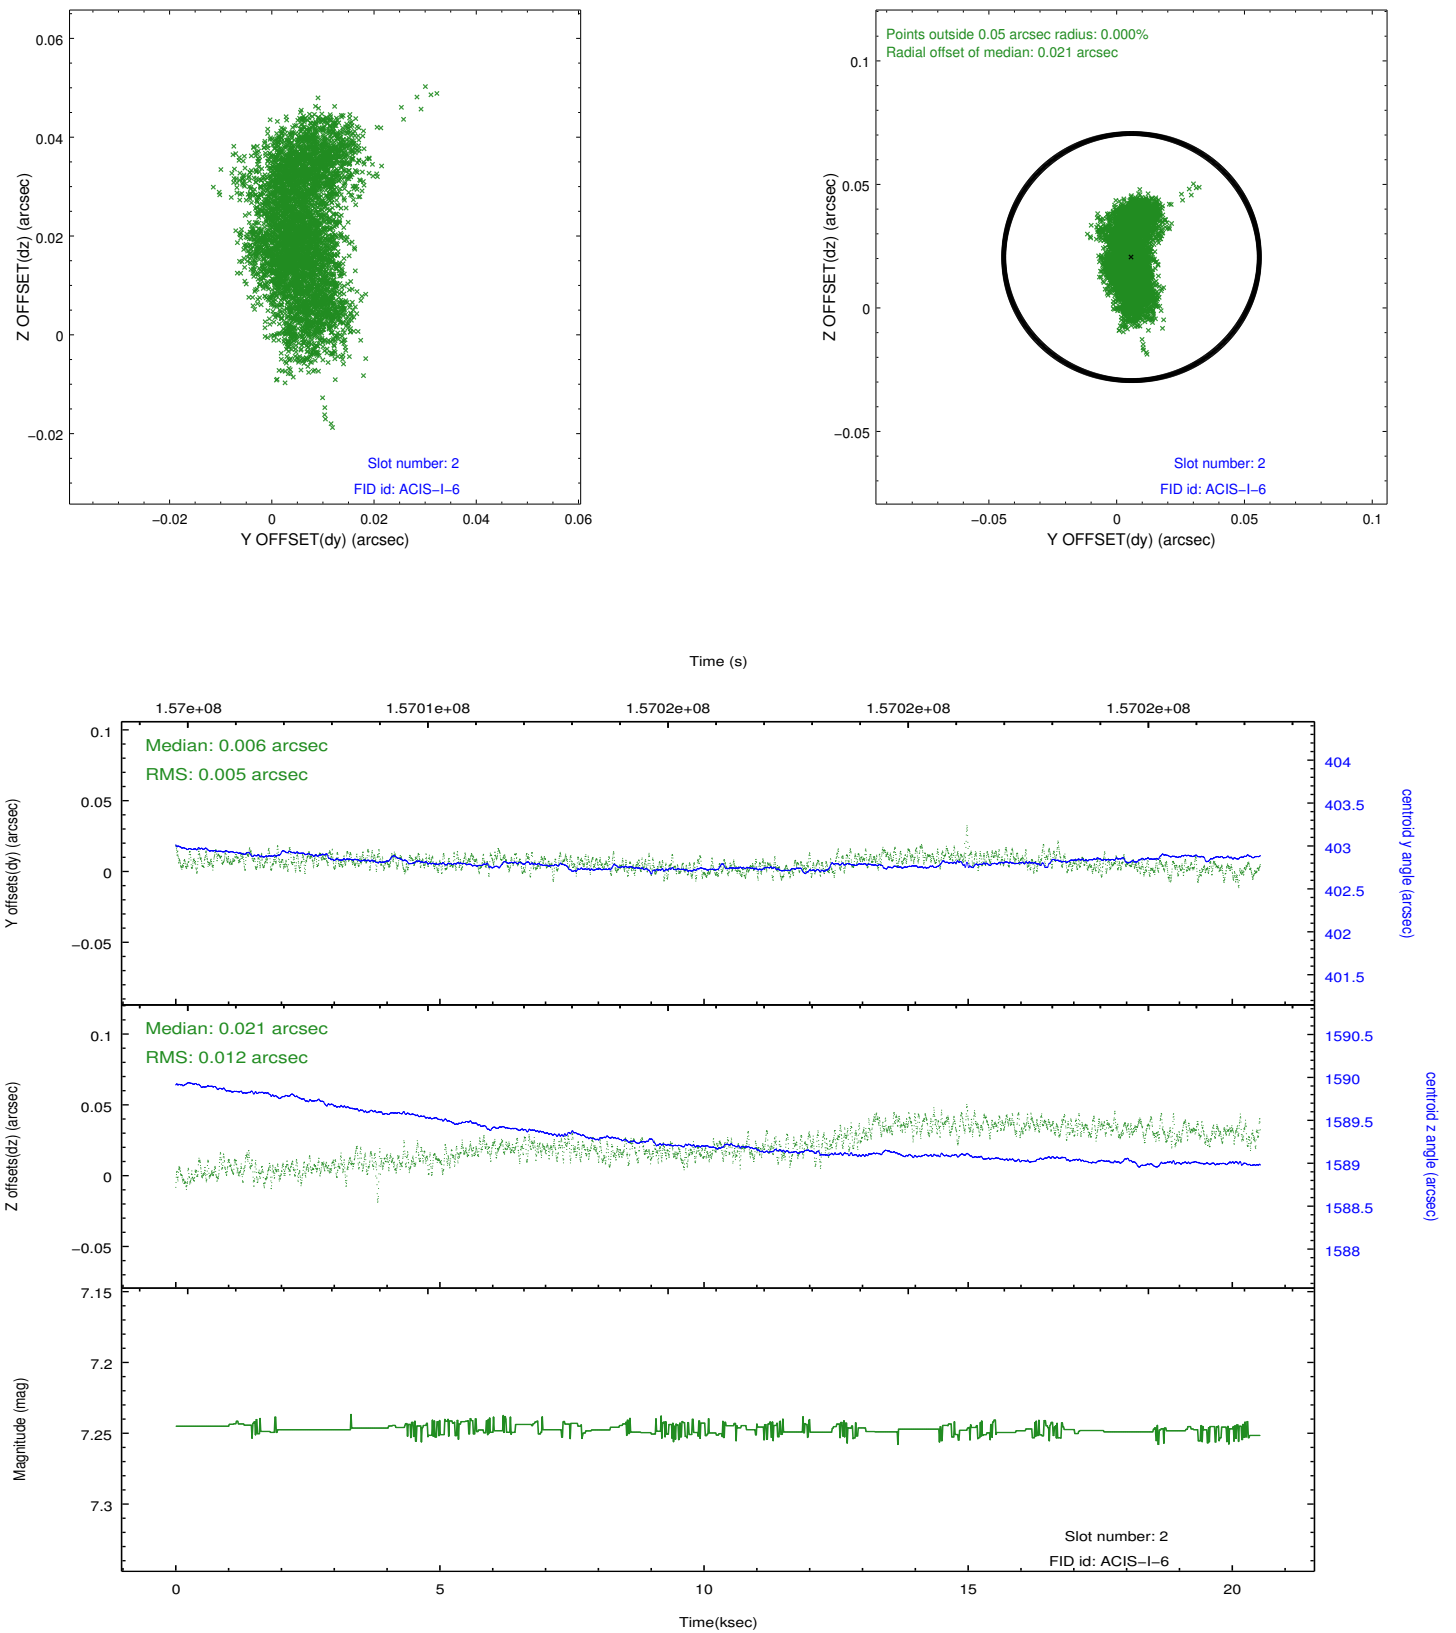 0.06
0.04
0.02
0
−0.02
Z OFFSET(dz) (arcsec)
Slot number: 2
FID id: ACIS−I−6
−0.02 0 0.02 0.04 0.06
Y OFFSET(dy) (arcsec)
Points outside 0.05 arcsec radius: 0.000%
Radial offset of median: 0.021 arcsec
0.1
0.05
0
−0.05
Z OFFSET(dz) (arcsec)
Slot number: 2
FID id: ACIS−I−6
−0.05 0 0.05 0.1
Y OFFSET(dy) (arcsec)
Time (s)
1.57e+08 1.5701e+08 1.5702e+08 1.5702e+08 1.5702e+08
Median: 0.006 arcsec
RMS: 0.005 arcsec
0.1
0.05
0
−0.05
Y offsets(dy) (arcsec)
404
403.5
403
402.5
402
401.5
centroid y angle (arcsec)
Median: 0.021 arcsec
RMS: 0.012 arcsec
0.1
0.05
0
−0.05
Z offsets(dz) (arcsec)
1590.5
1590
1589.5
1589
1588.5
1588
centroid z angle (arcsec)
7.15
7.2
7.25
7.3
Magnitude (mag)
Slot number: 2
FID id: ACIS−I−6
0 5 10 15 20
Time(ksec)